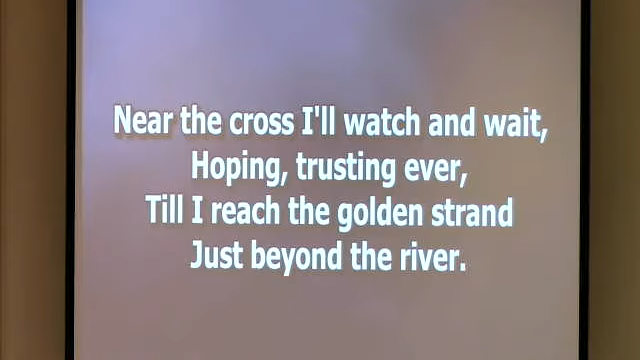 Near the cross I'll watch and wait,
Hoping, trusting ever,
Till I reach the golden strand
Just beyond the river.